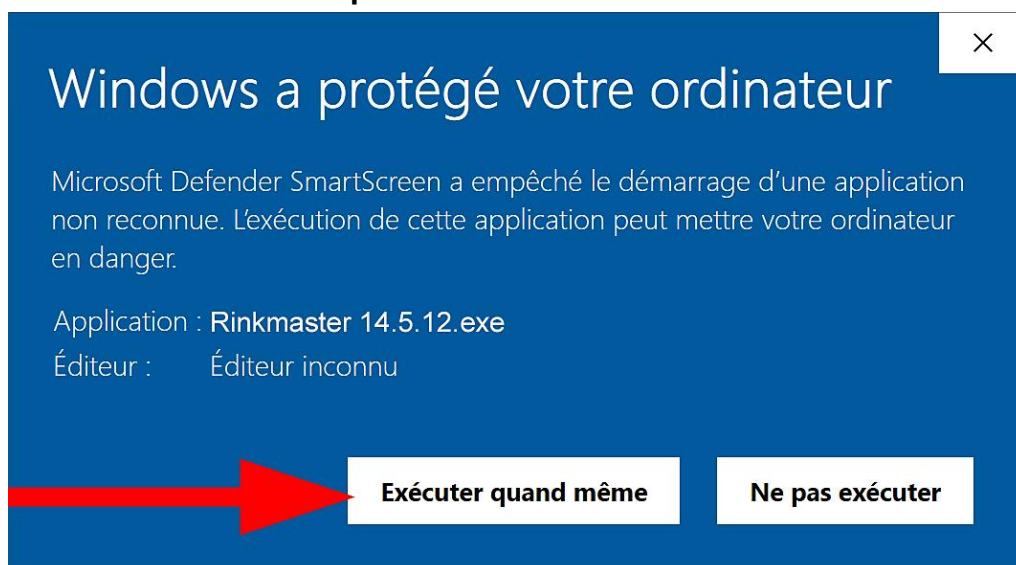 Windows a protégé votre ordinateur
Microsoft Defender SmartScreen a empêché le démarrage d’une application
non reconnue. L’exécution de cette application peut mettre votre ordinateur
en danger.
Application : Rinkmaster 14.5.12.exe
Éditeur : Éditeur inconnu
Exécuter quand même Ne pas exécuter